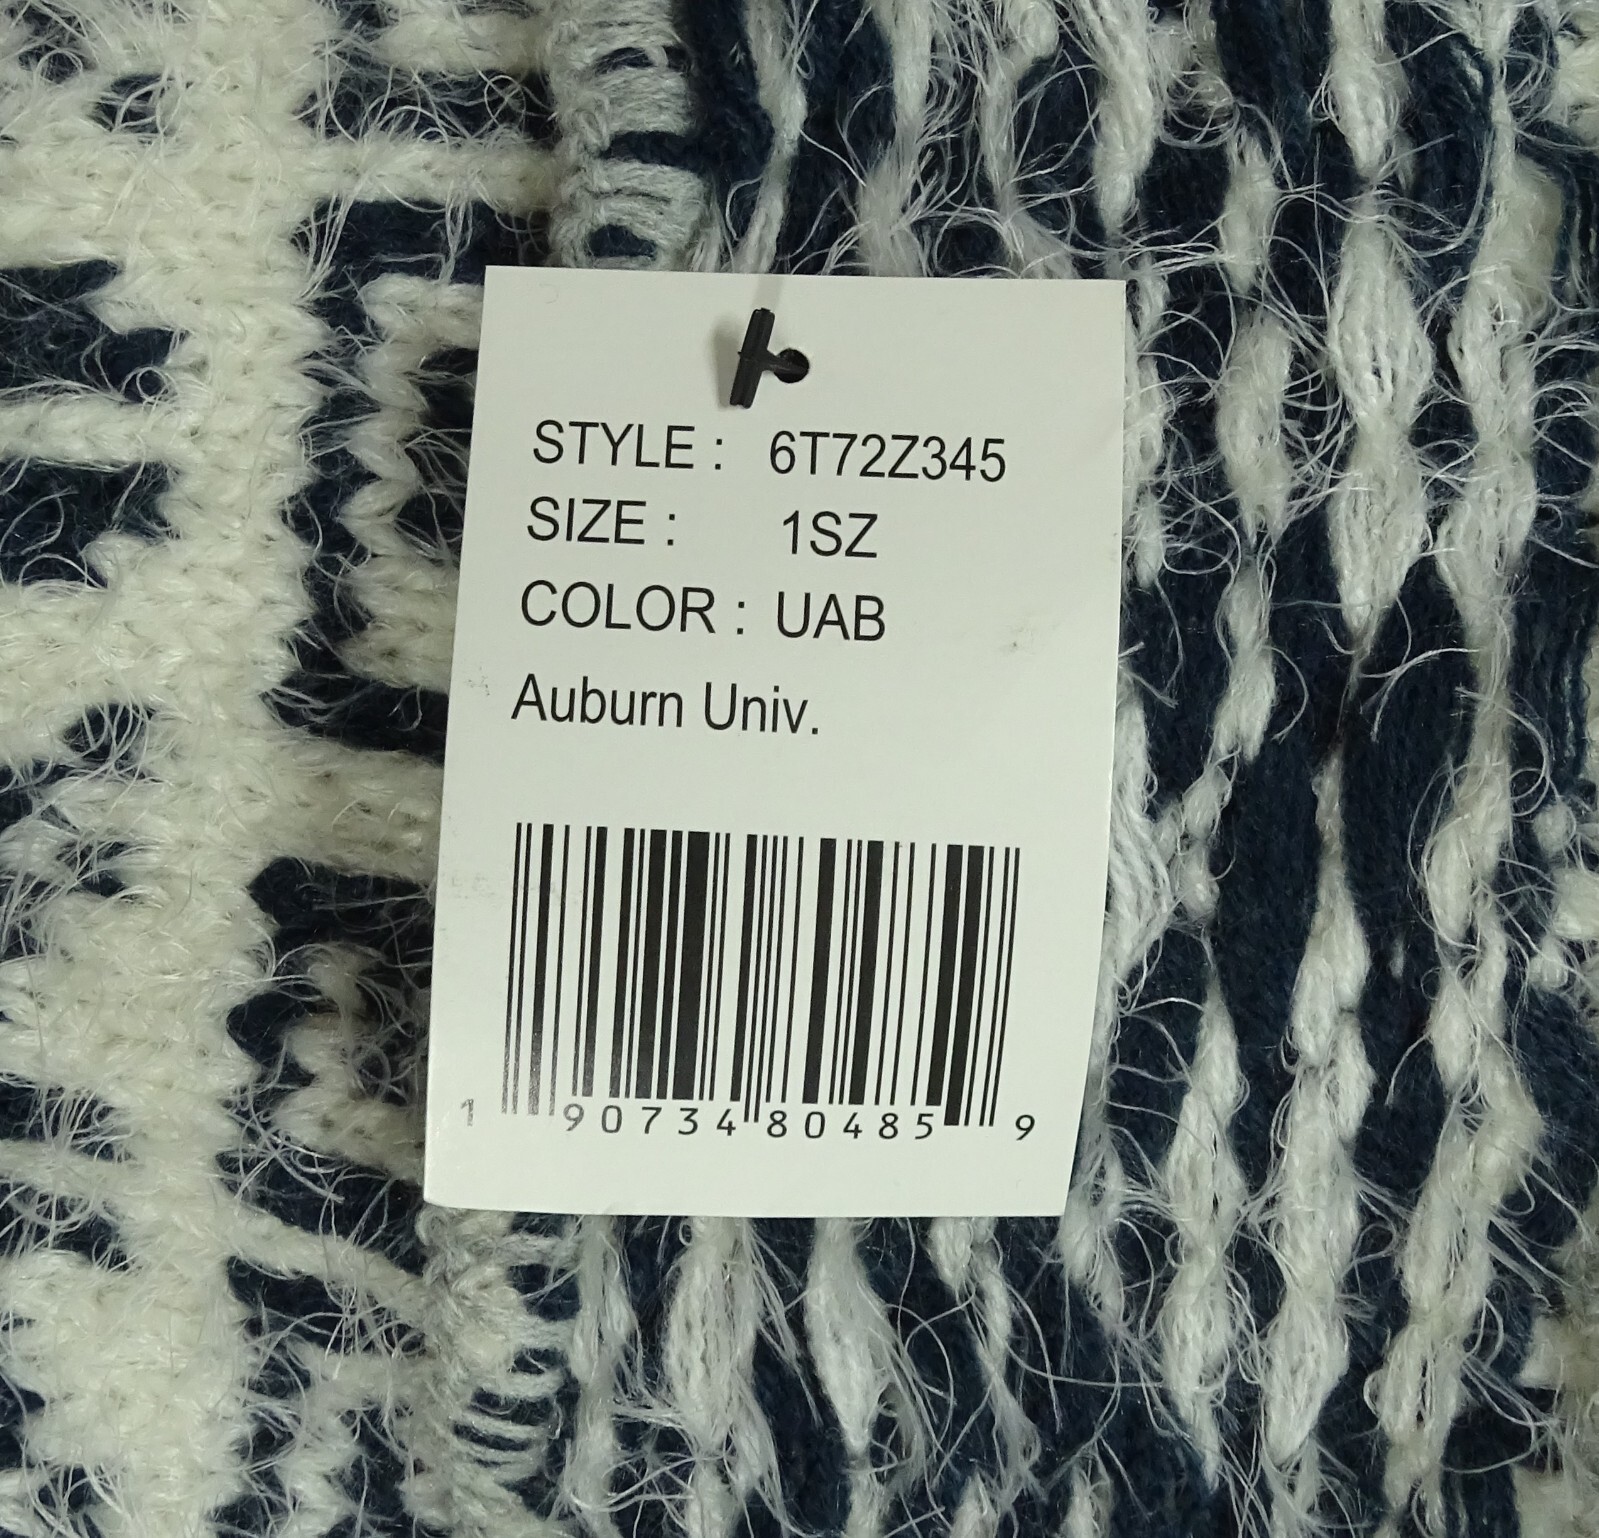 STYLE : 6T72Z345
SIZE : 1SZ
COLOR : UAB
Auburn Univ.
1 90734 80485 9